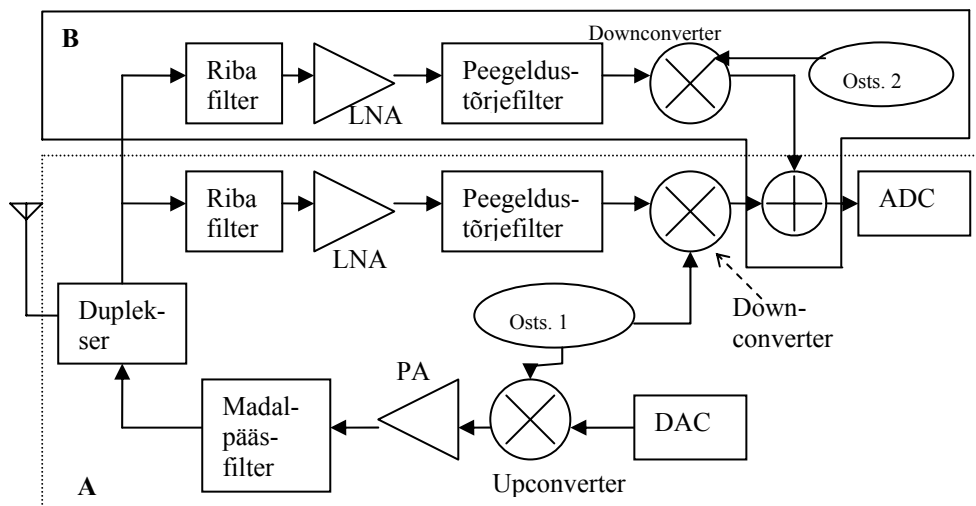 B
Riba
filter
LNA
Peegeldus-
tõrjefilter
Downconverter
Osts. 2
Riba
filter
LNA
Peegeldus-
tõrjefilter
ADC
Duplek-
ser
Osts. 1
Down-
converter
PA
Madal-
pääs-
filter
Upconverter
DAC
A